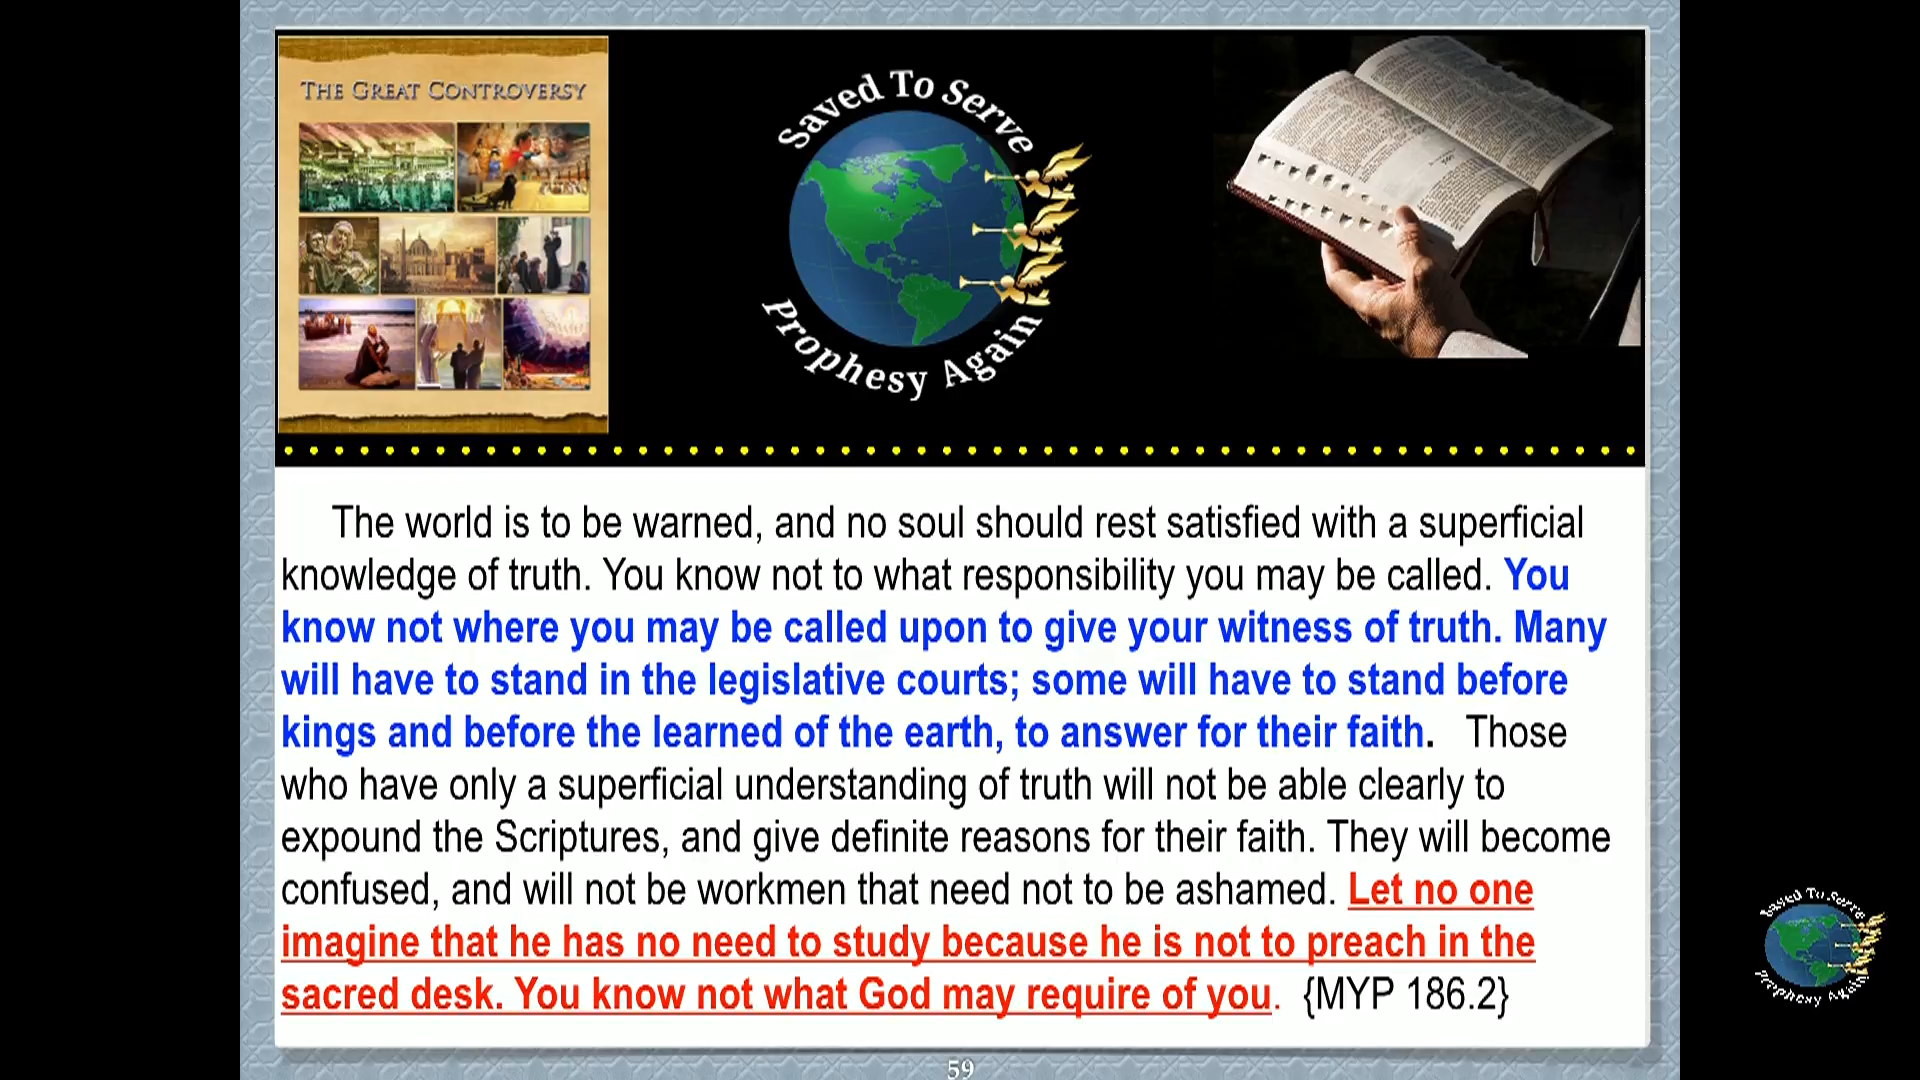 THE GREAT CONTROVERSY
Saved To Serve
Prophesy Again
The world is to be warned, and no soul should rest satisfied with a superficial
knowledge of truth. You know not to what responsibility you may be called. You
know not where you may be called upon to give your witness of truth. Many
will have to stand in the legislative courts; some will have to stand before
kings and before the learned of the earth, to answer for their faith. Those
who have only a superficial understanding of truth will not be able clearly to
expound the Scriptures, and give definite reasons for their faith. They will become
confused, and will not be workmen that need not to be ashamed. Let no one
imagine that he has no need to study because he is not to preach in the
sacred desk. You know not what God may require of you. {MYP 186.2}
Saved To Serve
Prophesy Again
59